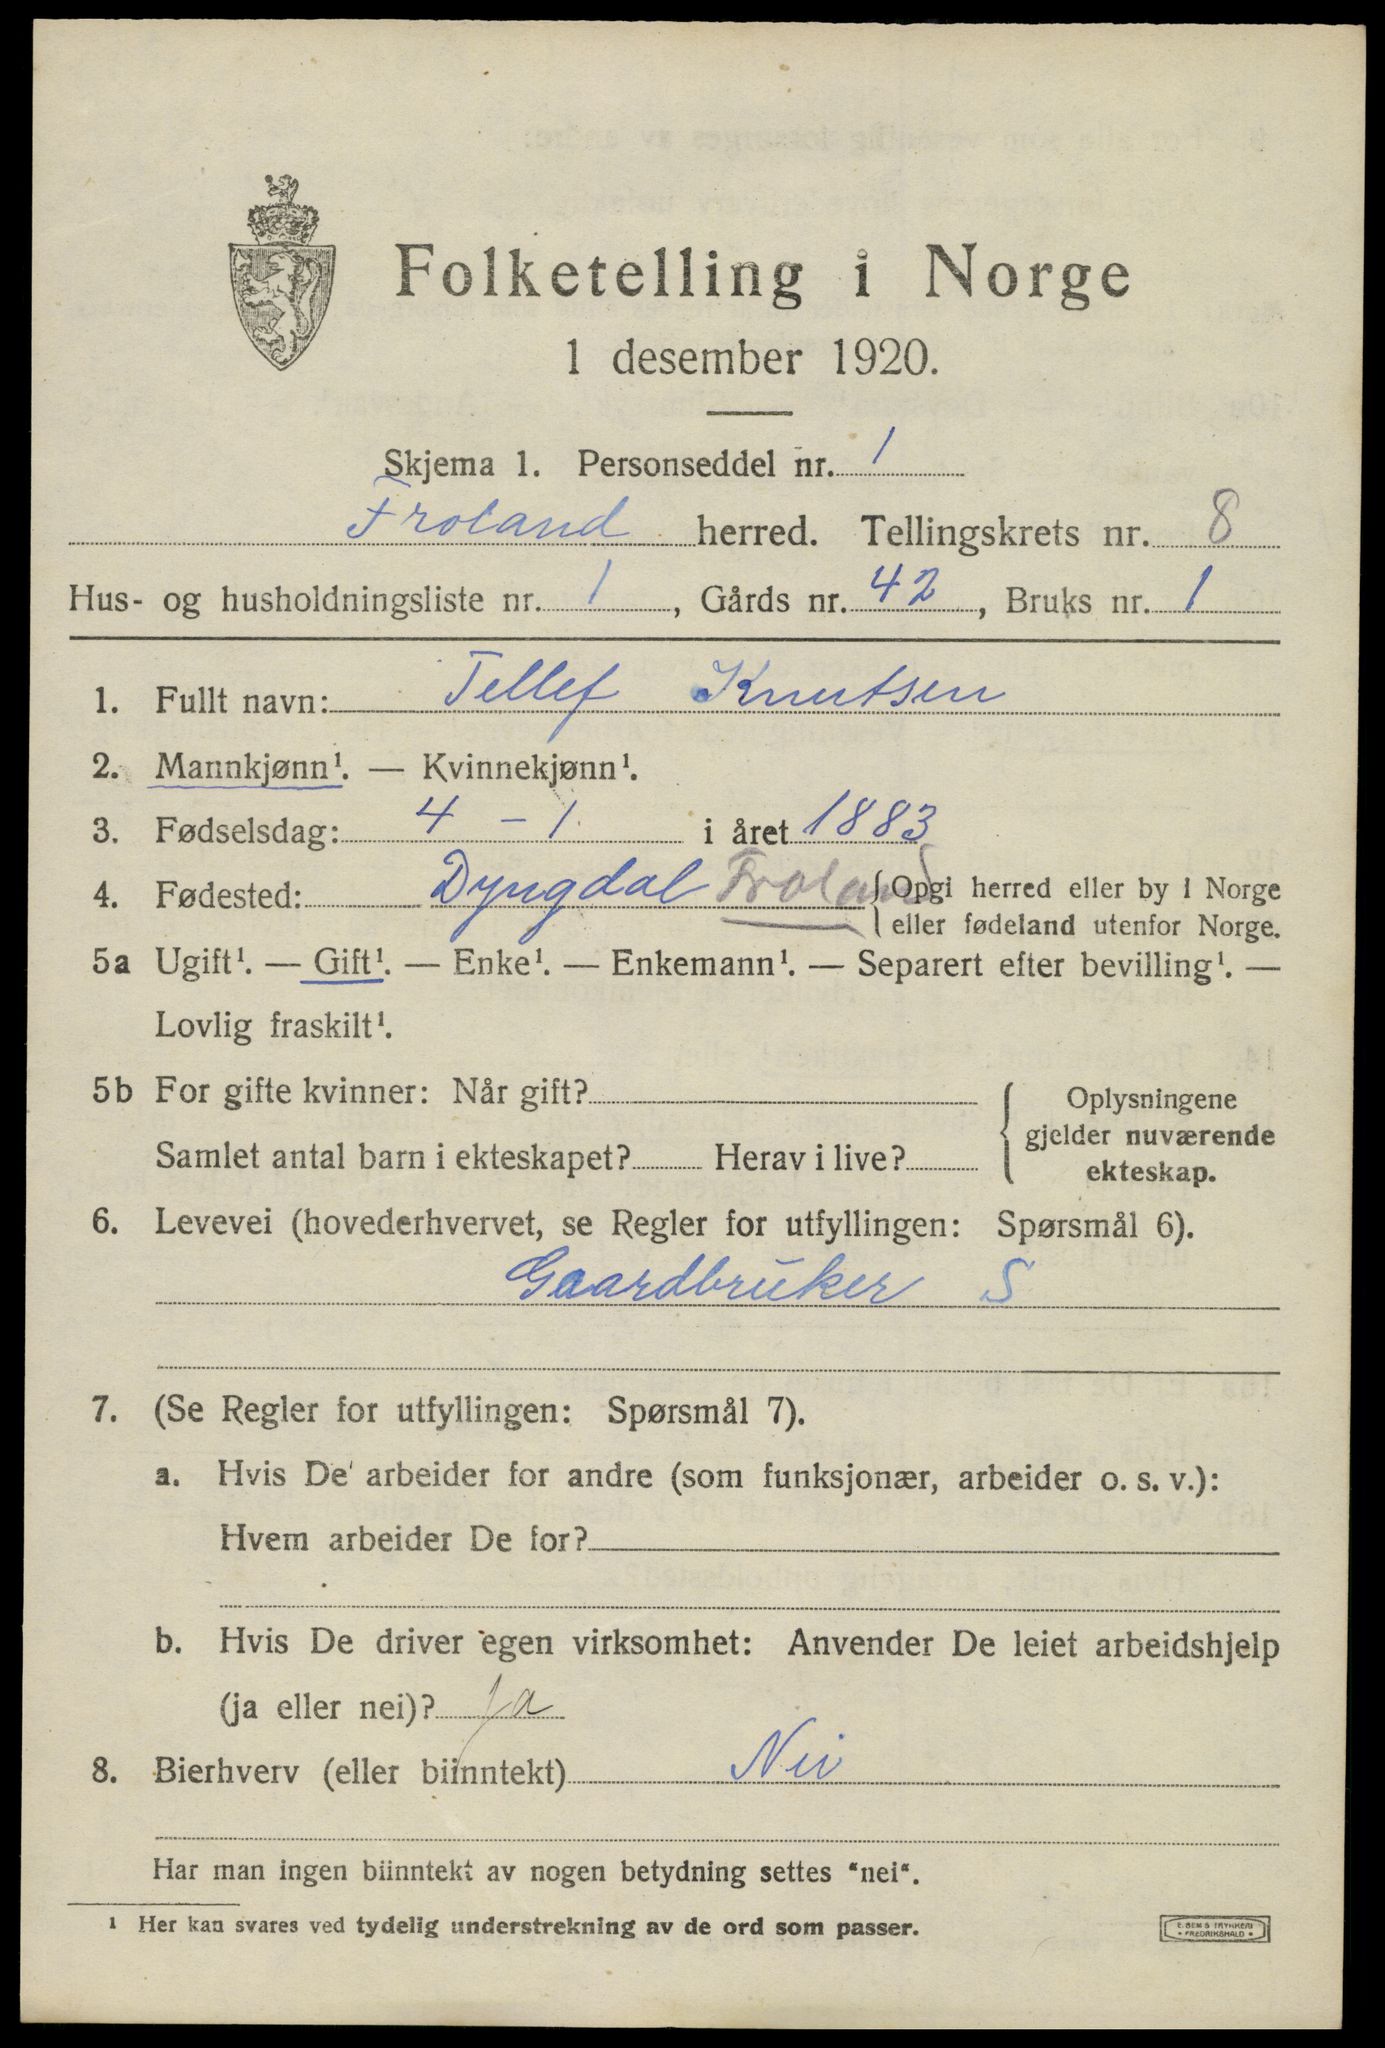 Folketelling i Norge
1 desember 1920.
Skjema 1. Personseddel nr. 1
Froland herred. Tellingskrets nr. 8
Hus- og husholdningsliste nr. 1, Gårds nr. 42, Bruks nr. 1
1. Fullt navn: Tellef Knutsen
2. Mannkjønn¹. — Kvinnekjønn¹.
3. Fødselsdag: 4 – 1 i året 1883
4. Fødested: Dyngdal Froland { Opgi herred eller by i Norge
eller fødeland utenfor Norge.
5a Ugift¹. — Gift¹. — Enke¹. — Enkemann¹. — Separert efter bevilling¹. —
Lovlig fraskilt¹.
5b For gifte kvinner: Når gift?
Samlet antal barn i ekteskapet? Herav i live?
Oplysningene
gjelder nuværende
ekteskap.
6. Levevei (hovederhvervet, se Regler for utfyllingen: Spørsmål 6).
Gaardbruker S
7. (Se Regler for utfyllingen: Spørsmål 7).
a. Hvis De arbeider for andre (som funksjonær, arbeider o. s. v.):
Hvem arbeider De for?
b. Hvis De driver egen virksomhet: Anvender De leiet arbeidshjelp
(ja eller nei)? Ja
8. Bierhverv (eller biinntekt) Nei
Har man ingen biinntekt av nogen betydning settes "nei".
1 Her kan svares ved tydelig understrekning av de ord som passer.
E. SEM'S TRYKKERI
• FREDRIKSHALD •